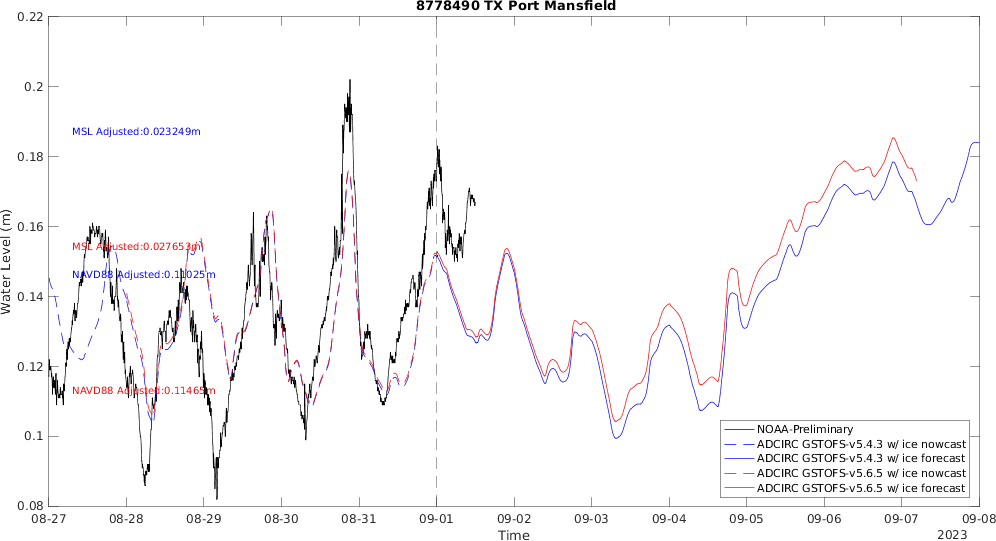 8778490 TX Port Mansfield
0.22
0.2
0.18
0.16
0.14
0.12
0.1
0.08
Water Level (m)
MSL Adjusted:0.023249m
MSL Adjusted:0.027653m
NAVD88 Adjusted:0.11025m
NAVD88 Adjusted:0.11465m
NOAA-Preliminary
ADCIRC GSTOFS-v5.4.3 w/ ice nowcast
ADCIRC GSTOFS-v5.4.3 w/ ice forecast
ADCIRC GSTOFS-v5.6.5 w/ ice nowcast
ADCIRC GSTOFS-v5.6.5 w/ ice forecast
08-27 08-28 08-29 08-30 08-31 09-01 09-02 09-03 09-04 09-05 09-06 09-07 09-08
Time
2023